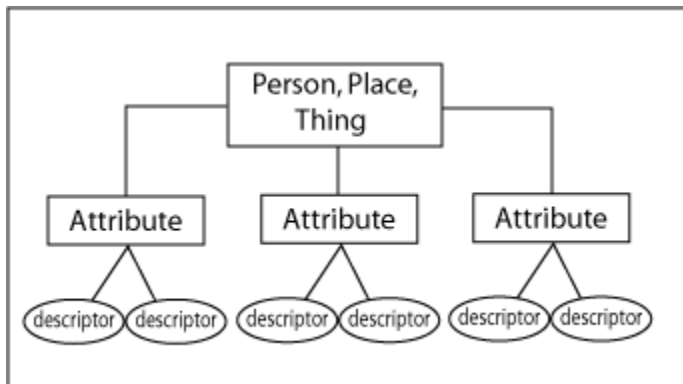 Person, Place,
Thing
Attribute Attribute Attribute
descriptor descriptor descriptor descriptor descriptor descriptor